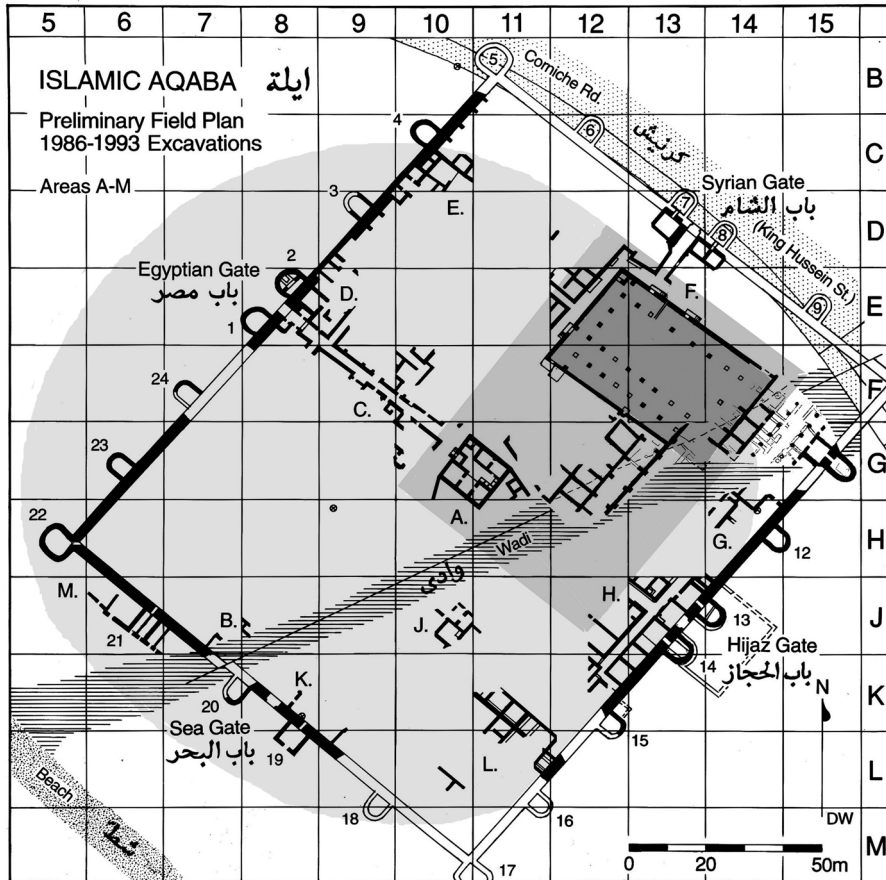 5 6 7 8 9 10 11 12 13 14 15
B
C
D
E
F
G
H
J
K
L
M
ISLAMIC AQABA ايلة
Preliminary Field Plan
1986-1993 Excavations
Areas A-M
Corniche Rd.
كرنيش
Syrian Gate
باب الشام
(King Hussein St.)
Egyptian Gate
باب مصر
Wadi
وادى
Hijaz Gate
باب الحجاز
Sea Gate
باب البحر
Beach
شط
N
DW
0 20 50m
A.
B.
C.
D.
E.
F.
G.
H.
J.
K.
L.
M.
1
2
3
4
5
6
7
8
9
12
13
14
15
16
17
18
19
20
21
22
23
24